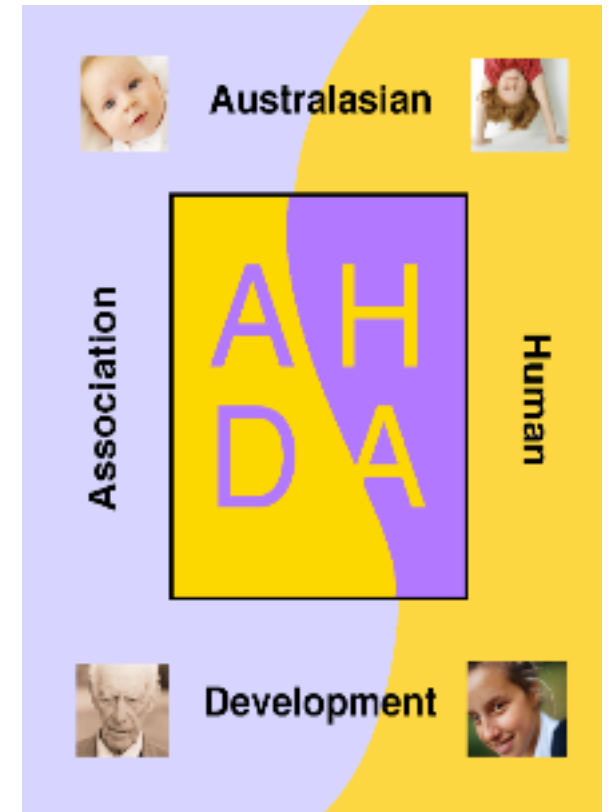 Australasian
Human
Development
Association
A H
D A